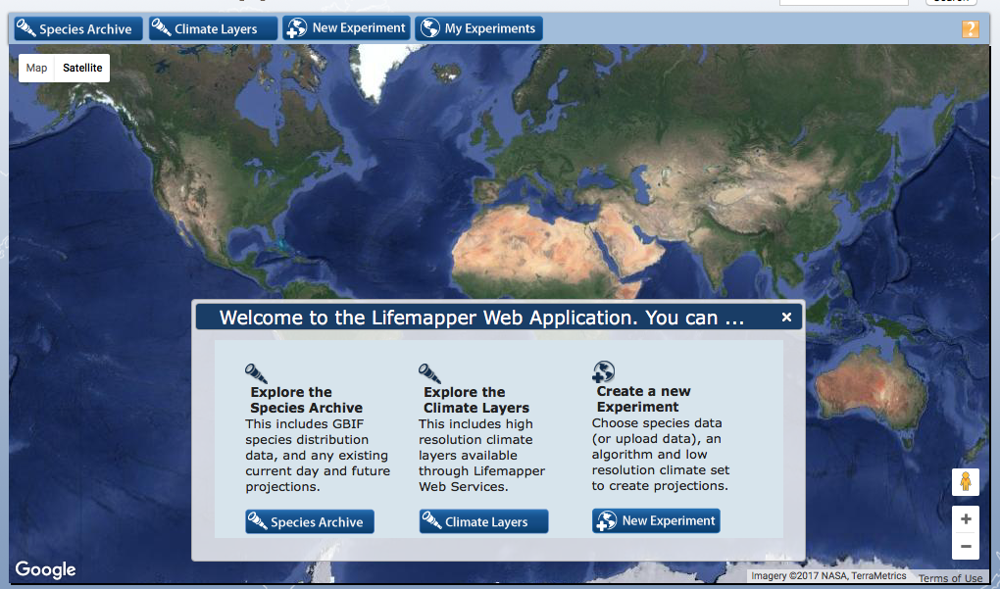 Species Archive
Climate Layers
New Experiment
My Experiments
?
Map
Satellite
Welcome to the Lifemapper Web Application. You can ...
×
Explore the
Species Archive
This includes GBIF
species distribution
data, and any existing
current day and future
projections.
Species Archive
Explore the
Climate Layers
This includes high
resolution climate
layers available
through Lifemapper
Web Services.
Climate Layers
Create a new
Experiment
Choose species data
(or upload data), an
algorithm and low
resolution climate set
to create projections.
New Experiment
+
−
Google
Imagery ©2017 NASA, TerraMetrics
Terms of Use